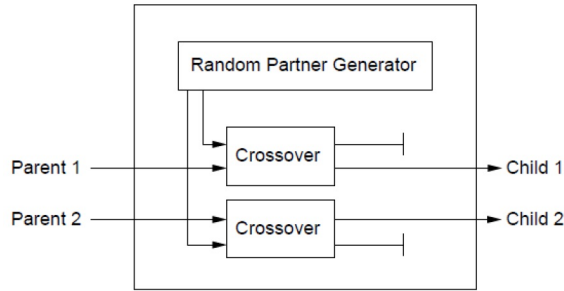 Random Partner Generator
Crossover
Parent 1
Child 1
Parent 2
Child 2
Crossover